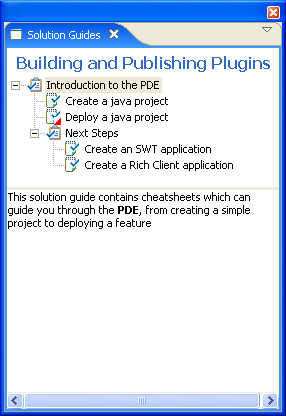 Solution Guides
Building and Publishing Plugins
Introduction to the PDE
Create a java project
Deploy a java project
Next Steps
Create an SWT application
Create a Rich Client application
This solution guide contains cheatsheets which can
guide you through the PDE, from creating a simple
project to deploying a feature